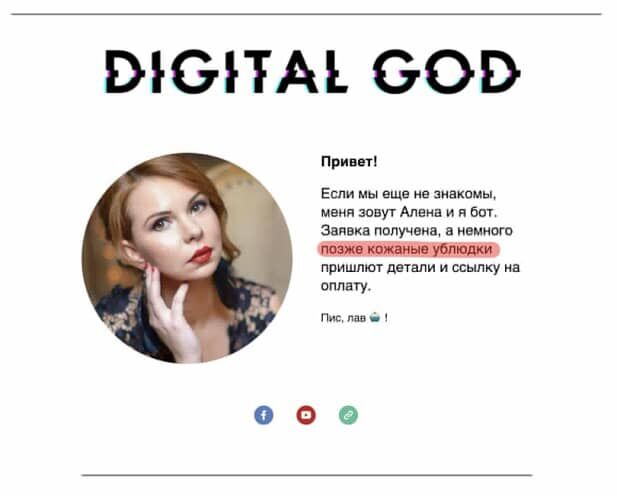 DIGITAL GOD
Привет!
Если мы еще не знакомы,
меня зовут Алена и я бот.
Заявка получена, а немного
позже кожаные ублюдки
пришлют детали и ссылку на
оплату.
Пис, лав 🤖 !